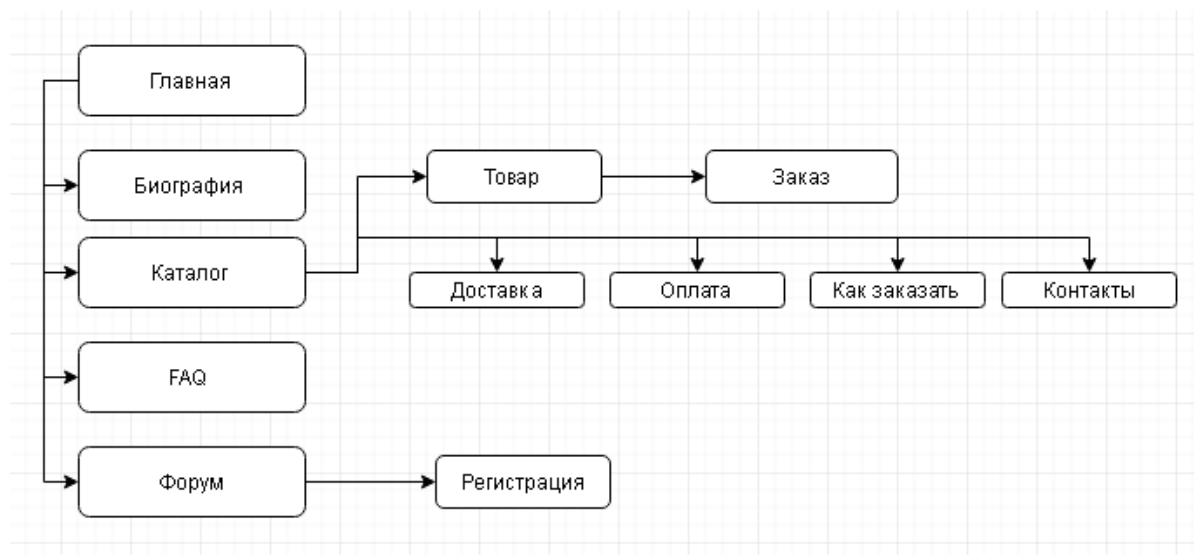 Главная
Биография
Товар
Заказ
Каталог
Доставка
Оплата
Как заказать
Контакты
FAQ
Форум
Регистрация